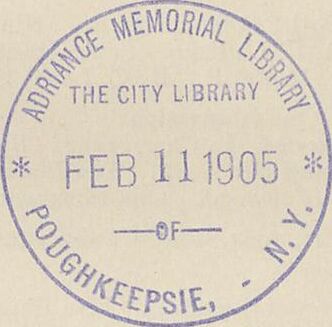 ADRIANCE MEMORIAL LIBRARY
THE CITY LIBRARY
* FEB 11 1905 *
—OF—
POUGHKEEPSIE, - N.Y.